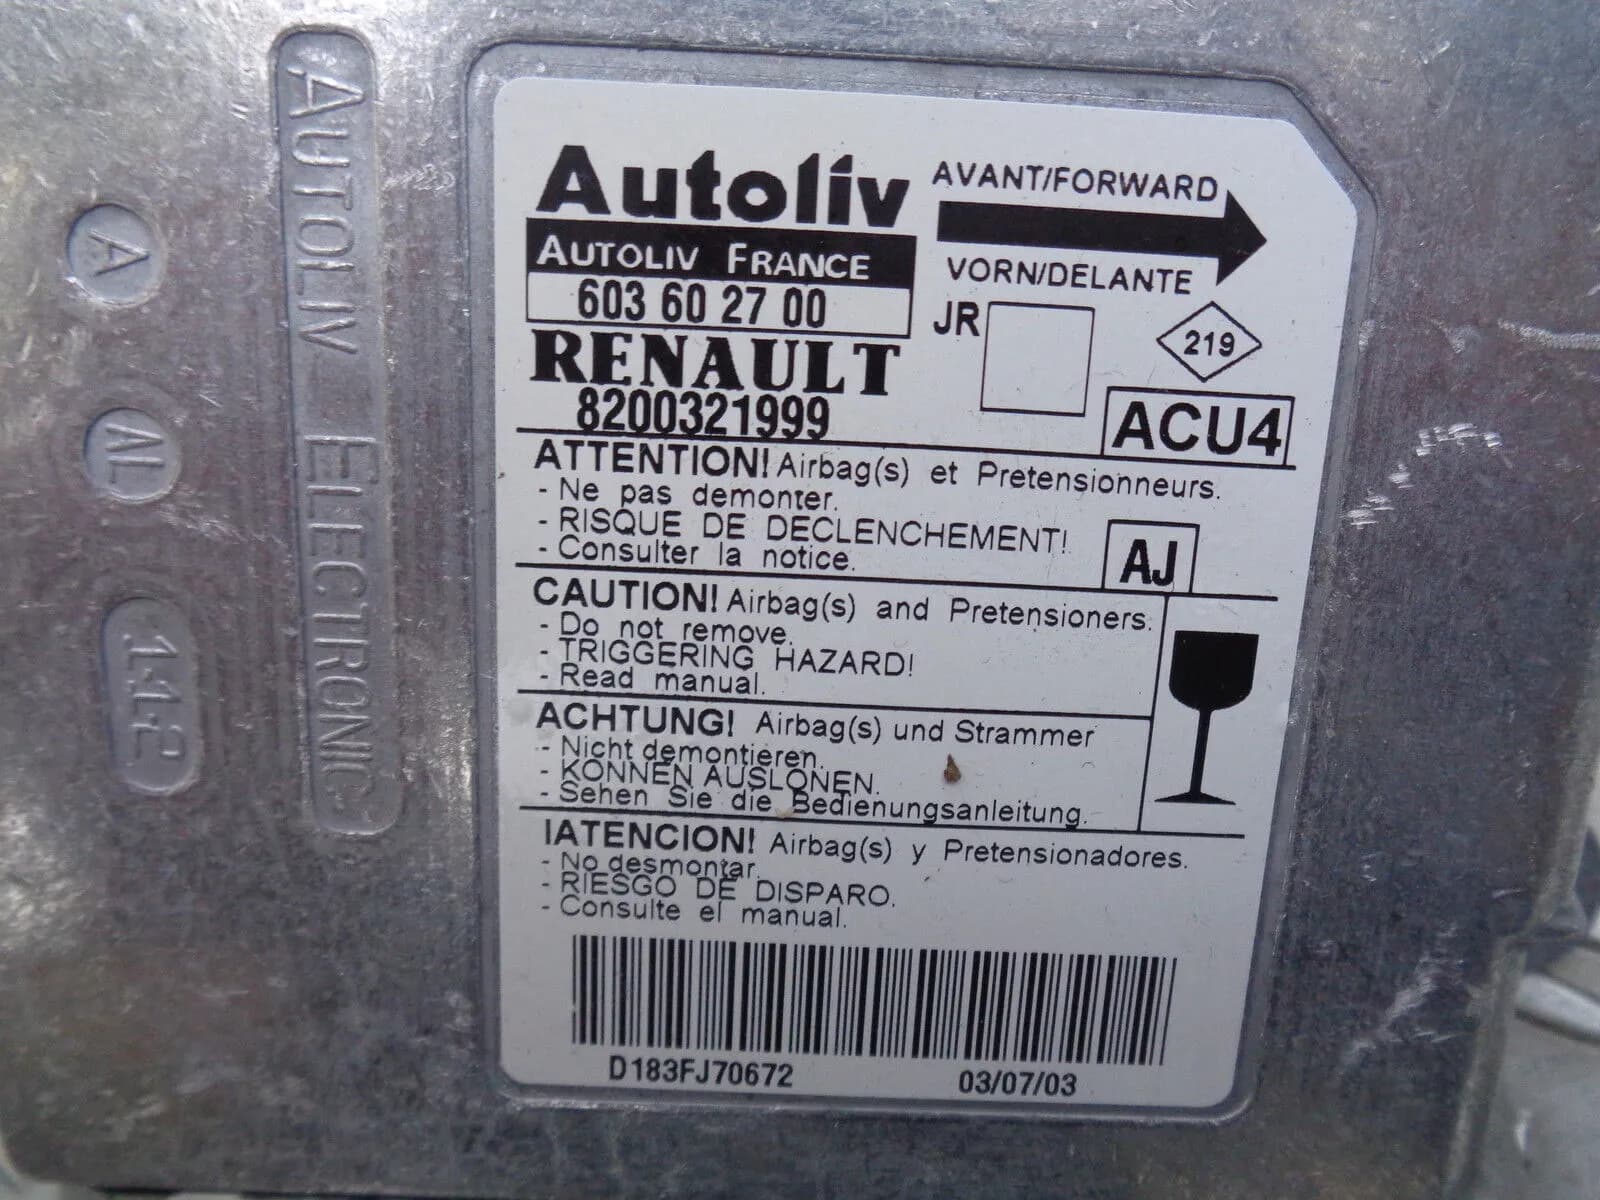 AUTOLIV ELECTRONIC
A
AL
1-1-2
Autoliv
AUTOLIV FRANCE
603 60 27 00
RENAULT
8200321999
AVANT/FORWARD
VORN/DELANTE
JR
219
ACU4
ATTENTION! Airbag(s) et Pretensionneurs.
- Ne pas demonter.
- RISQUE DE DECLENCHEMENT!
- Consulter la notice.
AJ
CAUTION! Airbag(s) and Pretensioners.
- Do not remove.
- TRIGGERING HAZARD!
- Read manual.
ACHTUNG! Airbag(s) und Strammer
- Nicht demontieren.
- KONNEN AUSLONEN.
- Sehen Sie die Bedienungsanleitung.
IATENCION! Airbag(s) y Pretensionadores.
- No desmontar.
- RIESGO DE DISPARO.
- Consulte el manual.
D183FJ70672 03/07/03